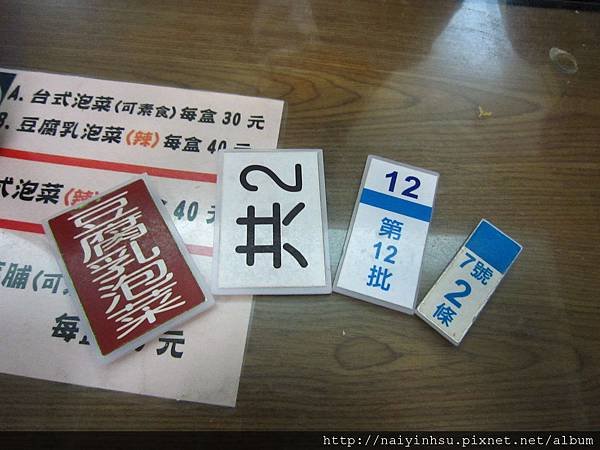 A. 台式泡菜(可素食)每盒 30 元
B. 豆腐乳泡菜(辣)每盒 40
式泡菜(辣
40 元
脯(可
每
元
豆腐乳泡菜
共2
12
第
12
批
7號
2
條
http://naiyinhsu.pixnet.net/album